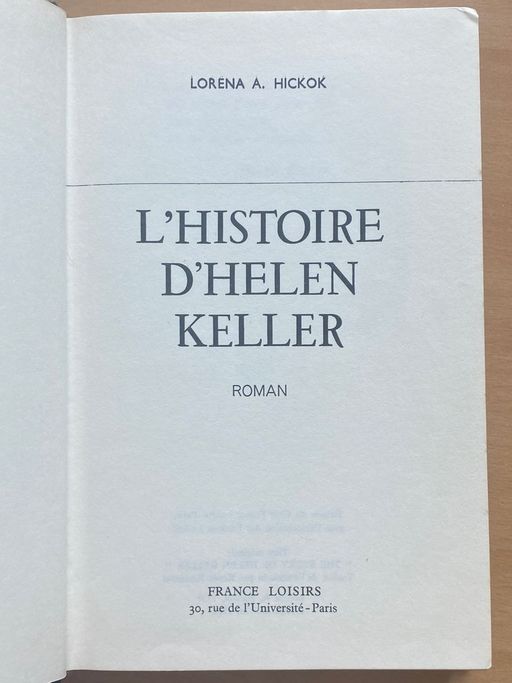 LORENA A. HICKOK
L'HISTOIRE
D'HELEN
KELLER
ROMAN
FRANCE LOISIRS
30, rue de l'Université-Paris